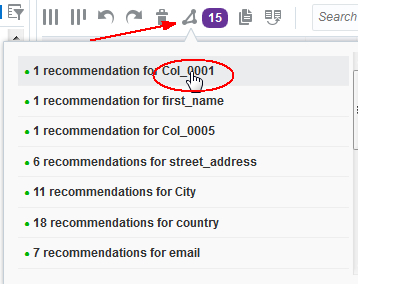 15
Search
1 recommendation for Col_0001
1 recommendation for first_name
1 recommendation for Col_0005
6 recommendations for street_address
11 recommendations for City
18 recommendations for country
7 recommendations for email